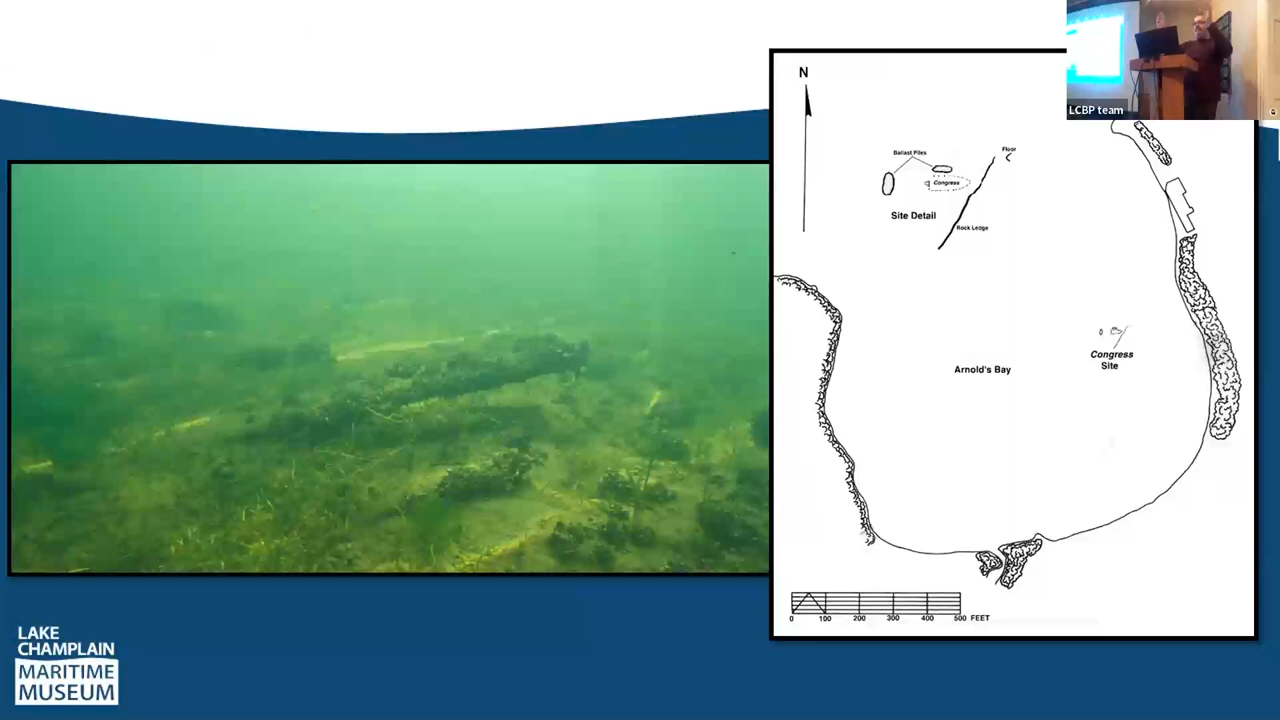 LCBP team
N
Ballast Piles
Floor
Congress
Site Detail
Rock Ledge
Congress
Site
Arnold's Bay
0 100 200 300 400 500 FEET
LAKE
CHAMPLAIN
MARITIME
MUSEUM